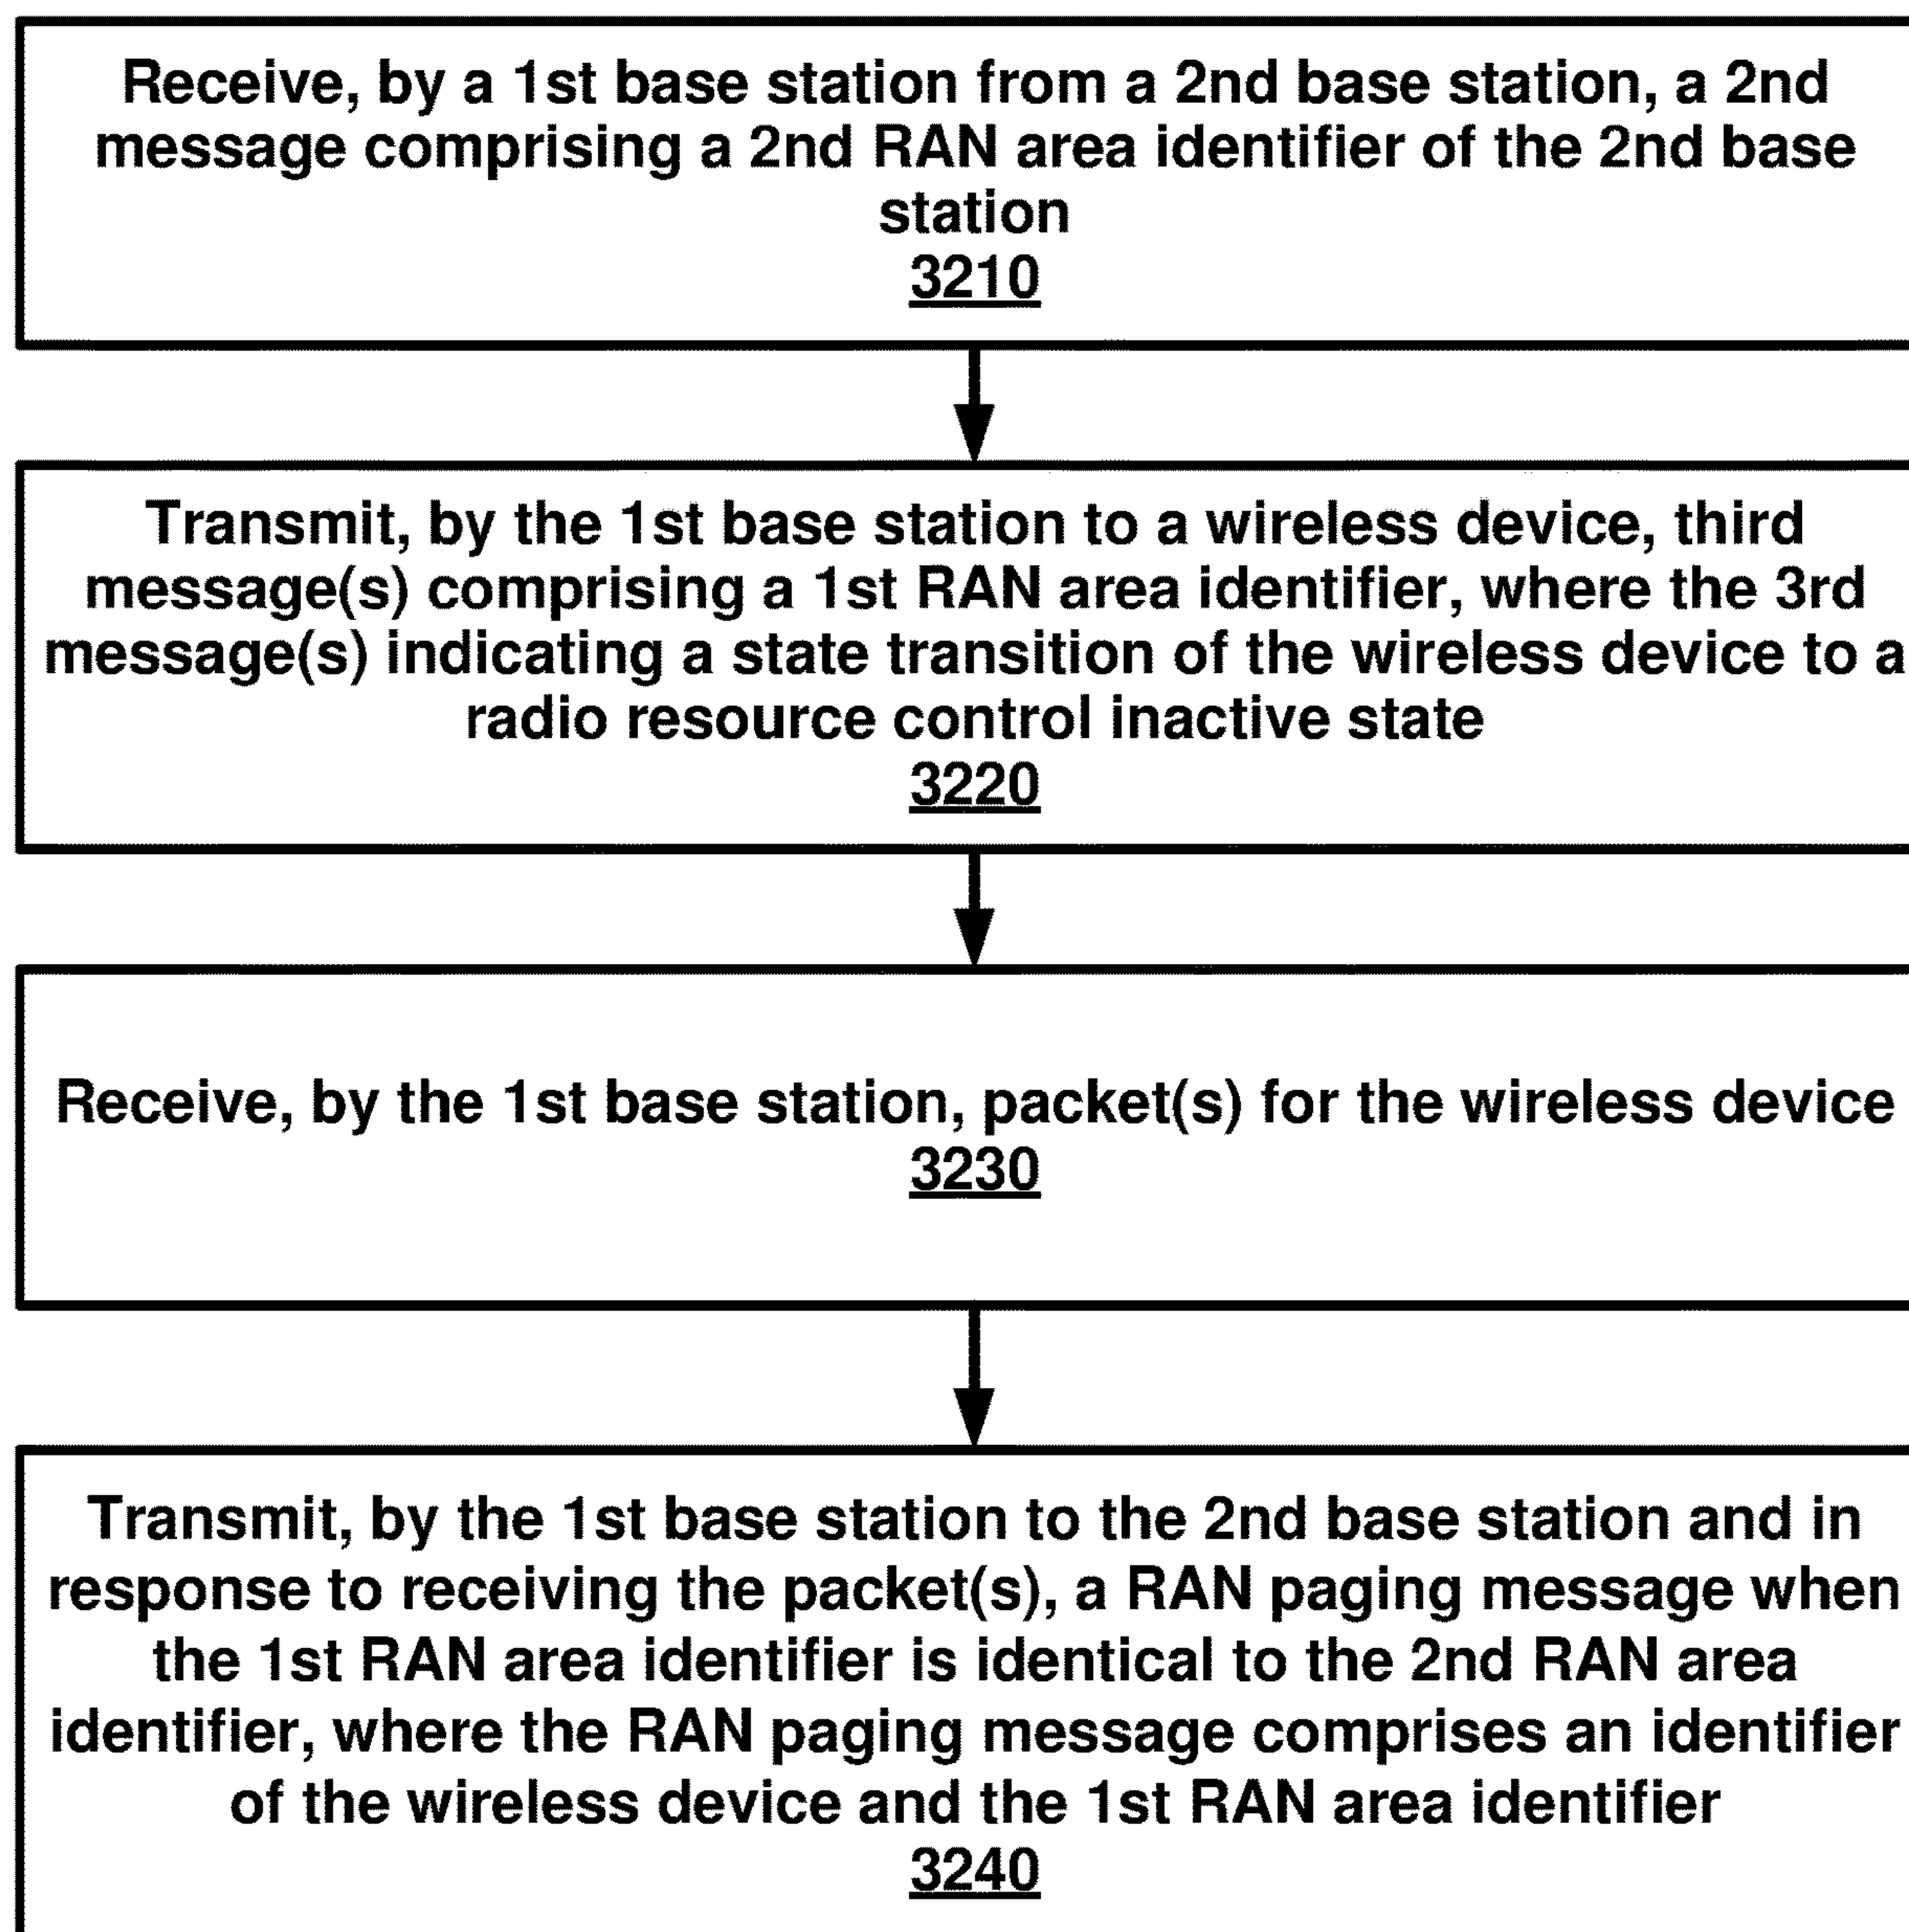 Receive, by a 1st base station from a 2nd base station, a 2nd
message comprising a 2nd RAN area identifier of the 2nd base
station
3210
Transmit, by the 1st base station to a wireless device, third
message(s) comprising a 1st RAN area identifier, where the 3rd
message(s) indicating a state transition of the wireless device to a
radio resource control inactive state
3220
Receive, by the 1st base station, packet(s) for the wireless device
3230
Transmit, by the 1st base station to the 2nd base station and in
response to receiving the packet(s), a RAN paging message when
the 1st RAN area identifier is identical to the 2nd RAN area
identifier, where the RAN paging message comprises an identifier
of the wireless device and the 1st RAN area identifier
3240